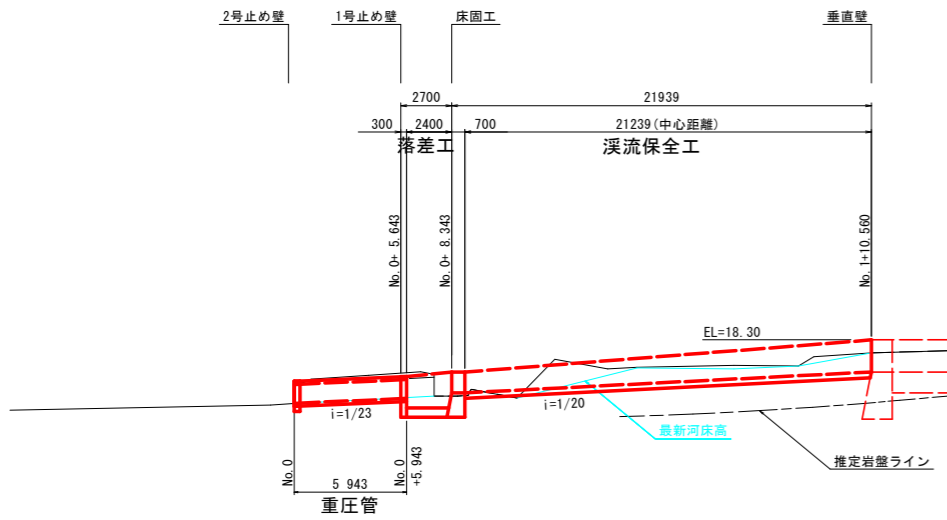 2号止め壁
1号止め壁
床固工
垂直壁
2700
21939
300
2400
700
21239(中心距離)
落差工
渓流保全工
No.0+ 5.643
No.0+ 8.343
No.1+10.560
EL=18.30
i=1/23
i=1/20
最新河床高
推定岩盤ライン
No.0
No.0
+5.943
5 943
重圧管